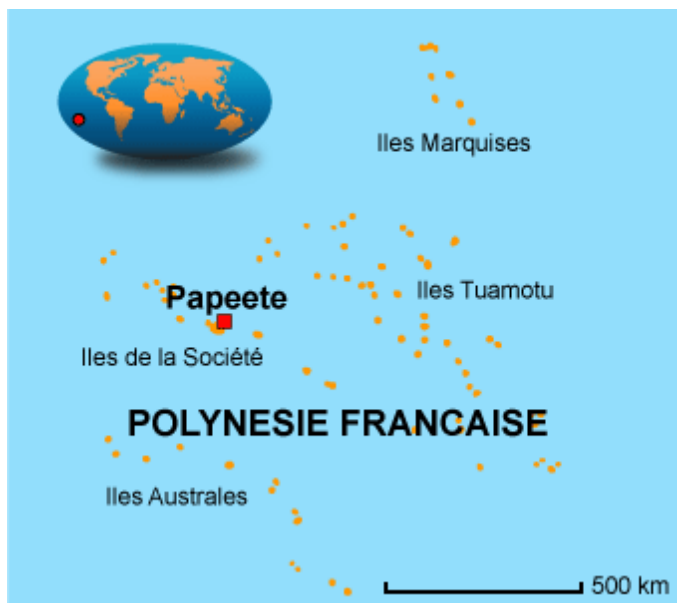 Iles Marquises
Papeete
Iles Tuamotu
Iles de la Société
POLYNESIE FRANCAISE
Iles Australes
500 km